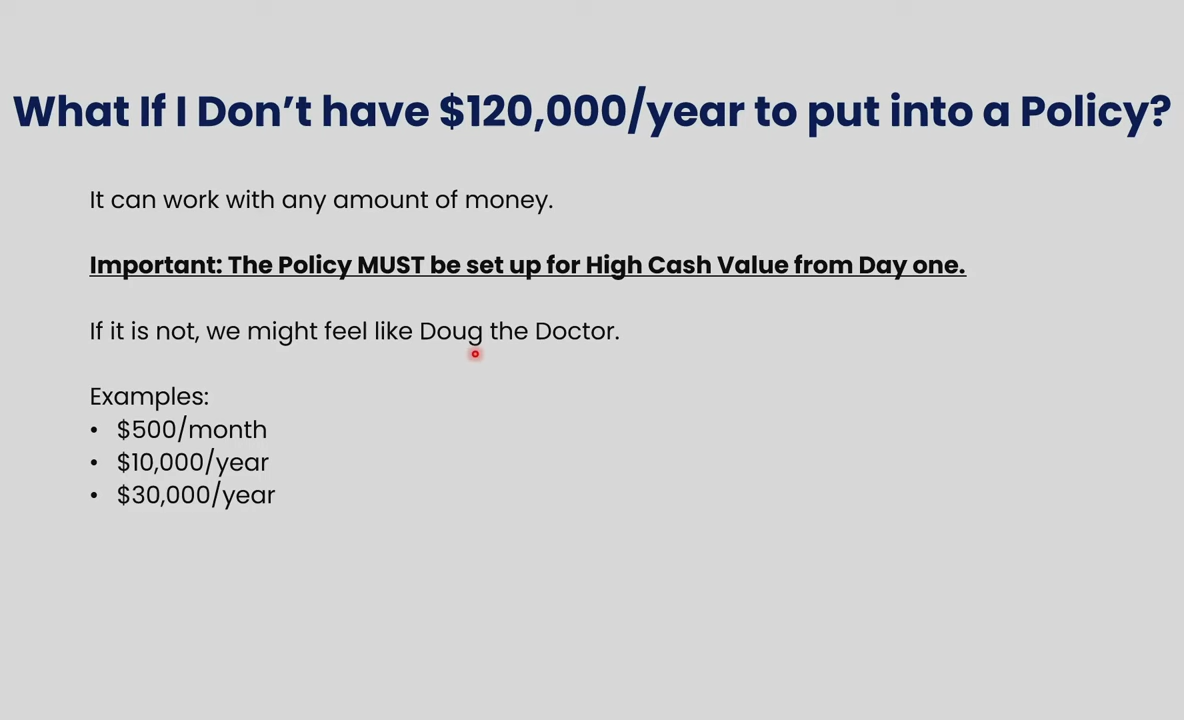 What If I Don’t have $120,000/year to put into a Policy?
It can work with any amount of money.
Important: The Policy MUST be set up for High Cash Value from Day one.
If it is not, we might feel like Doug the Doctor.
Examples:
• $500/month
• $10,000/year
• $30,000/year